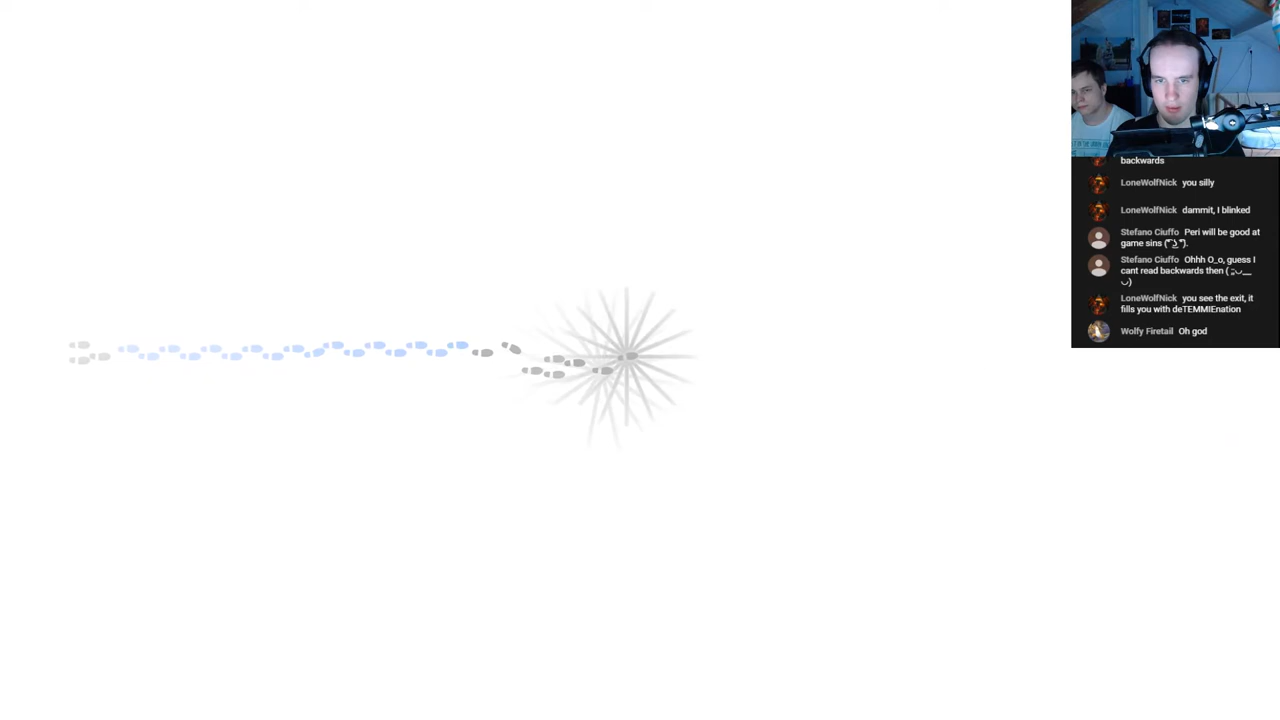 backwards
LoneWolfNick you silly
LoneWolfNick dammit, I blinked
Stefano Ciuffo Peri will be good at
game sins
Stefano Ciuffo Ohhh O_o, guess I
cant read backwards then
LoneWolfNick you see the exit, it
fills you with deTEMMIEnation
Wolfy Firetail Oh god